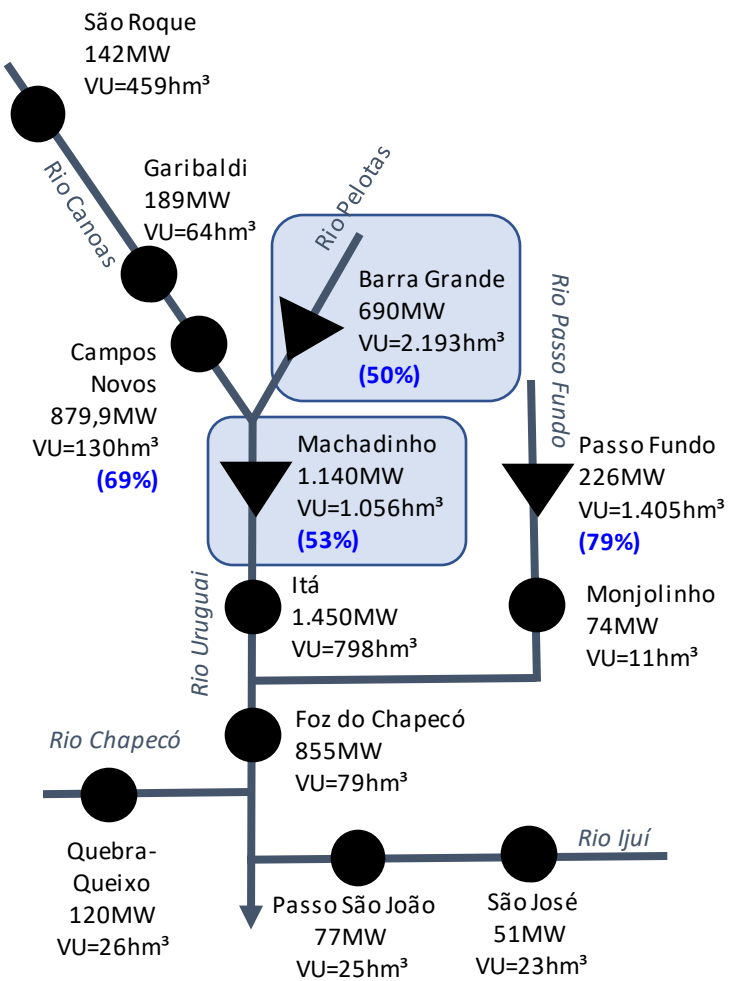 São Roque
142MW
VU=459hm³
Rio Canoas
Garibaldi
189MW
VU=64hm³
Rio Pelotas
Barra Grande
690MW
VU=2.193hm³
(50%)
Rio Passo Fundo
Campos
Novos
879,9MW
VU=130hm³
(69%)
Machadinho
1.140MW
VU=1.056hm³
(53%)
Passo Fundo
226MW
VU=1.405hm³
(79%)
Rio Uruguai
Itá
1.450MW
VU=798hm³
Monjolinho
74MW
VU=11hm³
Foz do Chapecó
855MW
VU=79hm³
Rio Chapecó
Quebra-
Queixo
120MW
VU=26hm³
Rio Ijuí
Passo São João
77MW
VU=25hm³
São José
51MW
VU=23hm³